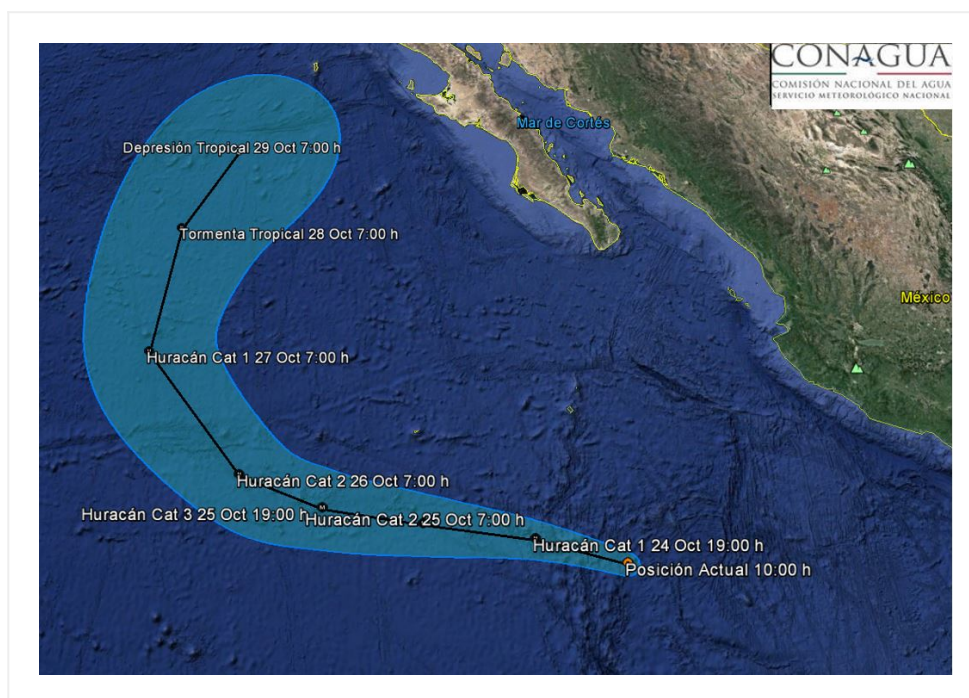 CONAGUA
COMISIÓN NACIONAL DEL AGUA
SERVICIO METEOROLÓGICO NACIONAL
Mar de Cortés
Depresión Tropical 29 Oct 7:00 h
Tormenta Tropical 28 Oct 7:00 h
México
Huracán Cat 1 27 Oct 7:00 h
Huracán Cat 2 26 Oct 7:00 h
Huracán Cat 3 25 Oct 19:00 h
Huracán Cat 2 25 Oct 7:00 h
Huracán Cat 1 24 Oct 19:00 h
Posición Actual 10:00 h